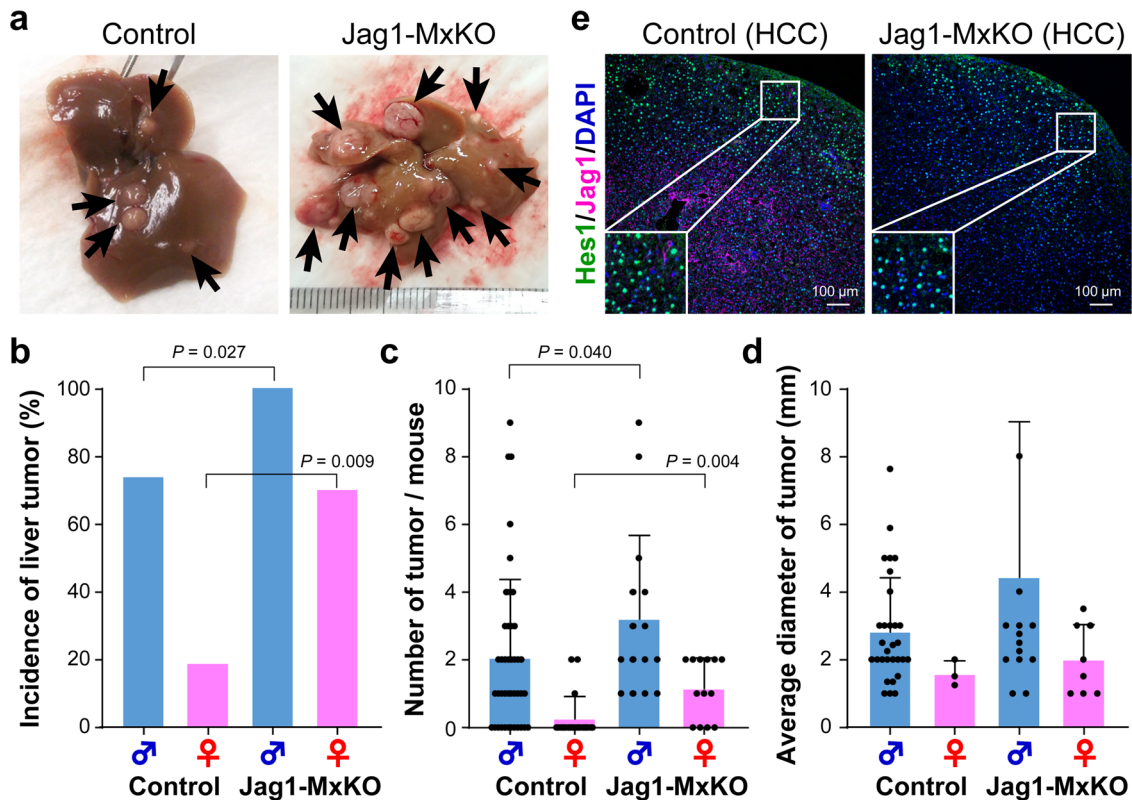 a
Control
Jag1-MxKO
e
Control (HCC)
Jag1-MxKO (HCC)
Hes1/Jag1/DAPI
100 µm
100 µm
b
Incidence of liver tumor (%)
100
80
60
40
20
0
P = 0.027
P = 0.009
♂ ♀ ♂ ♀
Control Jag1-MxKO
c
Number of tumor / mouse
10
8
6
4
2
0
P = 0.040
P = 0.004
♂ ♀ ♂ ♀
Control Jag1-MxKO
d
Average diameter of tumor (mm)
10
8
6
4
2
0
♂ ♀ ♂ ♀
Control Jag1-MxKO